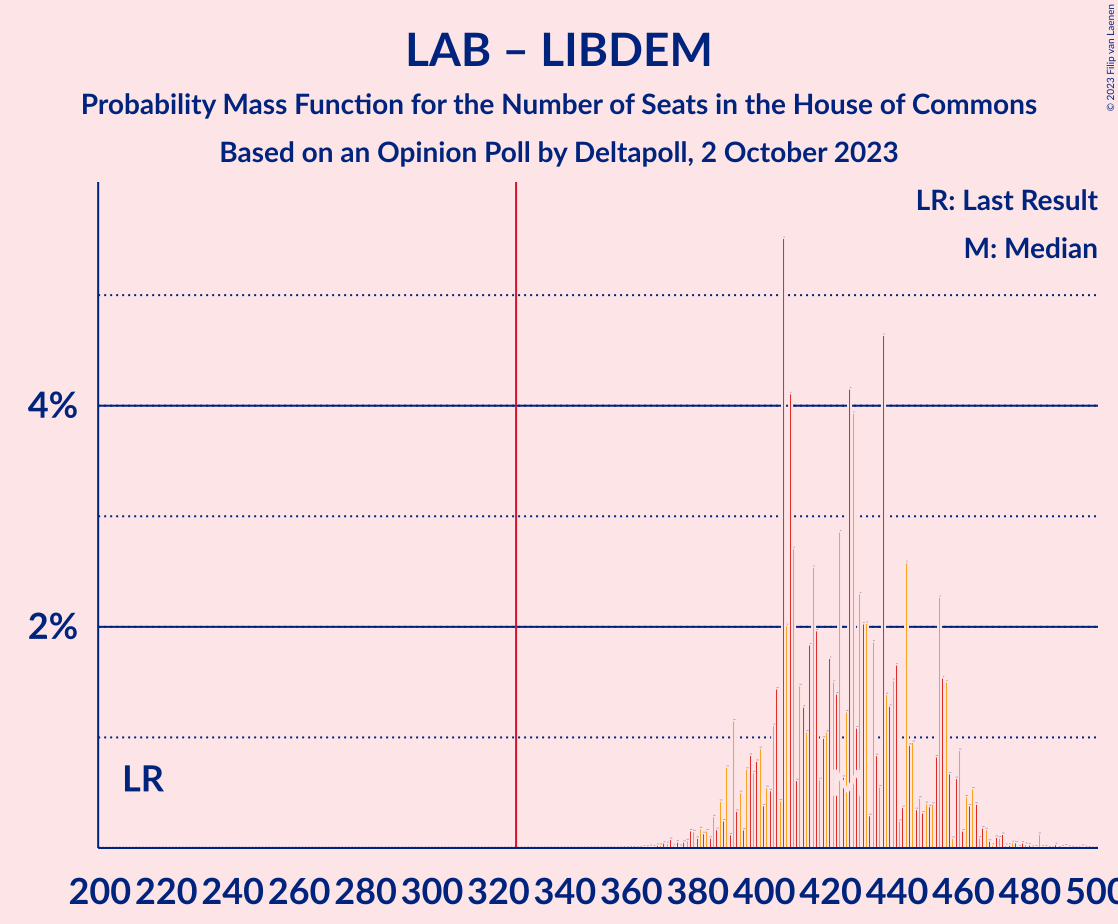 LAB – LIBDEM
Probability Mass Function for the Number of Seats in the House of Commons
Based on an Opinion Poll by Deltapoll, 2 October 2023
© 2023 Filip van Laenen
LR: Last Result
M: Median
4%
2%
LR
200 220 240 260 280 300 320 340 360 380 400 420 440 460 480 500